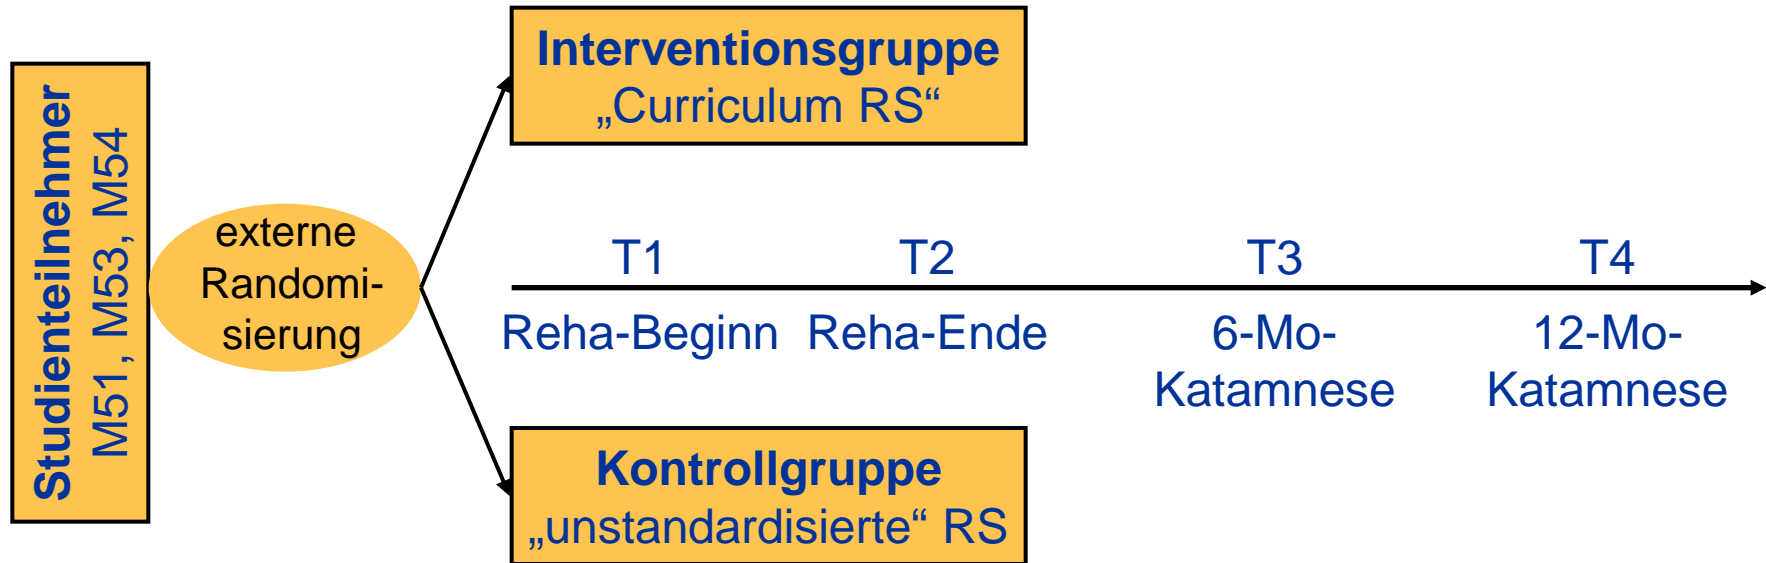 Studienteilnehmer
M51, M53, M54
externe
Randomi-
sierung
Interventionsgruppe
„Curriculum RS“
T1
T2
T3
T4
Reha-Beginn
Reha-Ende
6-Mo-
Katamnese
12-Mo-
Katamnese
Kontrollgruppe
„unstandardisierte“ RS